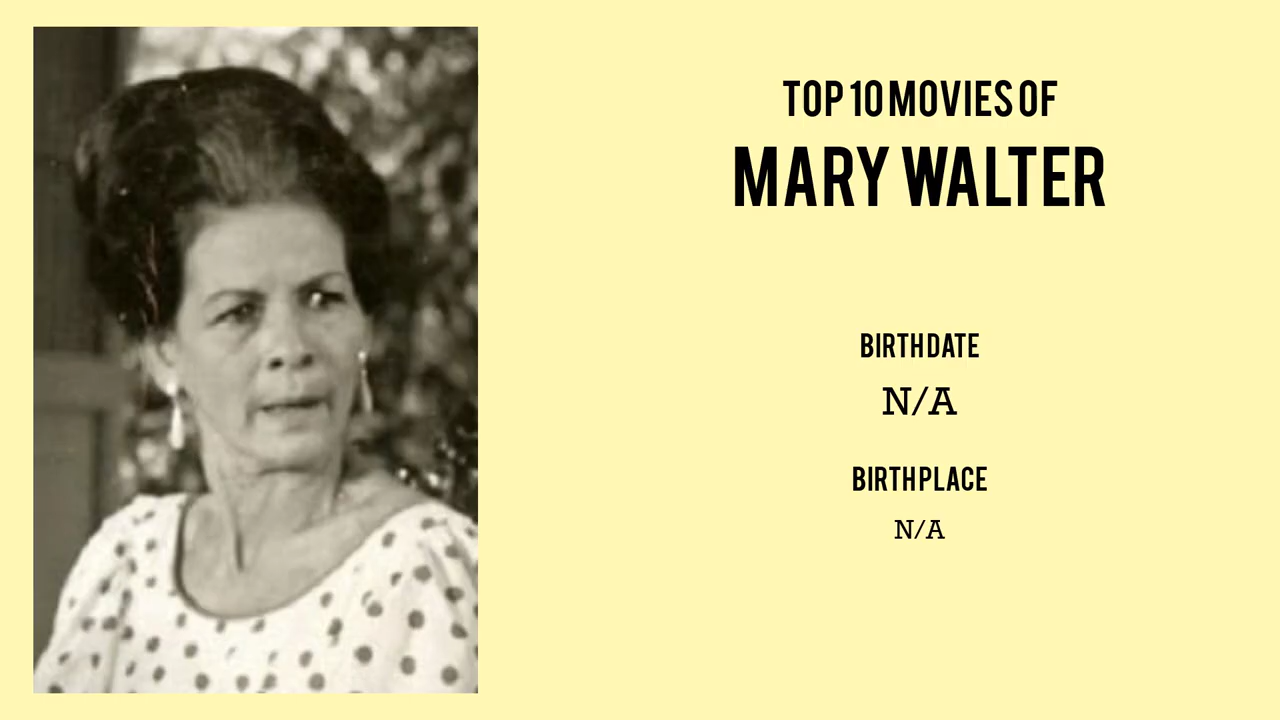 TOP 10 MOVIES OF
MARY WALTER
BIRTHDATE
N/A
BIRTHPLACE
N/A